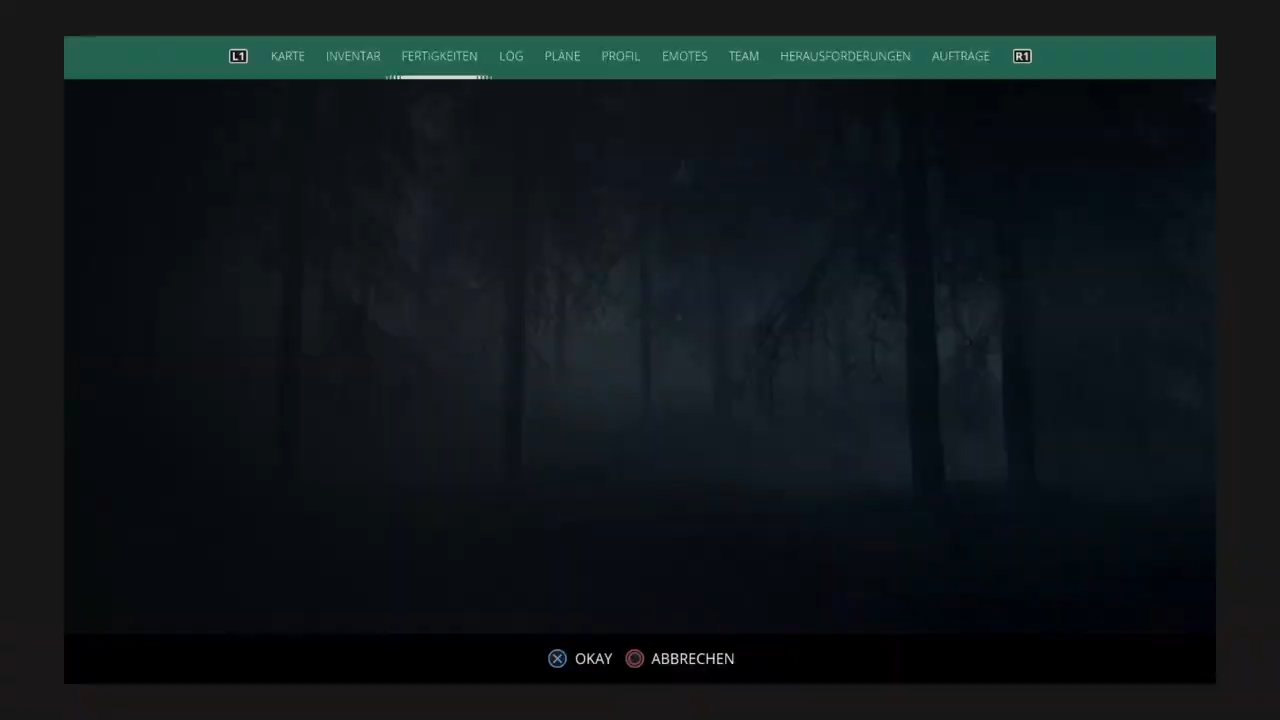 L1 KARTE INVENTAR FERTIGKEITEN LOG PLÄNE PROFIL EMOTES TEAM HERAUSFORDERUNGEN AUFTRÄGE R1
OKAY ABBRECHEN